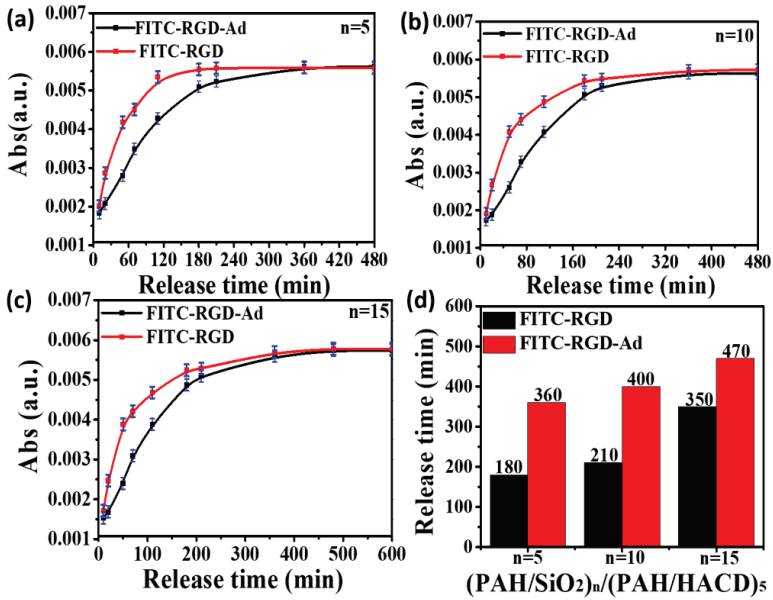 (a)
FITC-RGD-Ad
FITC-RGD
n=5
Abs(a.u.)
0.007
0.006
0.005
0.004
0.003
0.002
0.001
0 60 120 180 240 300 360 420 480
Release time (min)
(b)
FITC-RGD-Ad
FITC-RGD
n=10
Abs (a.u.)
0.007
0.006
0.005
0.004
0.003
0.002
0.001
0 80 160 240 320 400 480
Release time (min)
(c)
FITC-RGD-Ad
FITC-RGD
n=15
Abs (a.u.)
0.007
0.006
0.005
0.004
0.003
0.002
0.001
0 100 200 300 400 500 600
Release time (min)
(d)
FITC-RGD
FITC-RGD-Ad
Release time (min)
600
500
400
300
200
100
0
180 360 210 400 350 470
n=5 n=10 n=15
(PAH/SiO2)n/(PAH/HACD)5